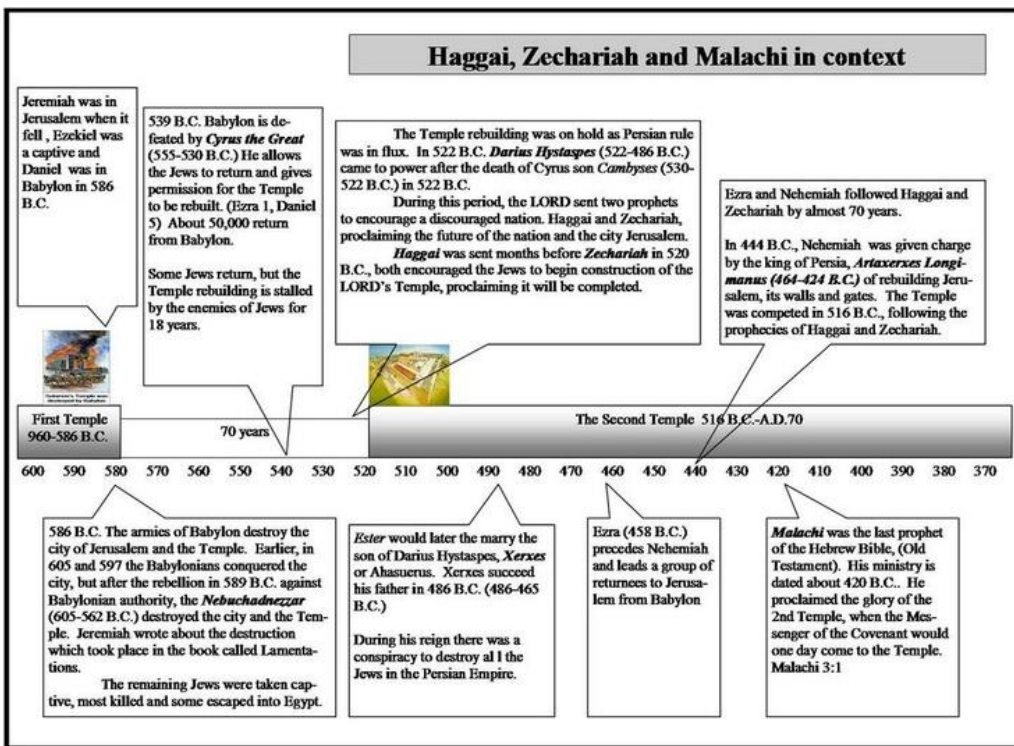 Haggai, Zechariah and Malachi in context
Jeremiah was in
Jerusalem when it
fell , Ezekiel was
a captive and
Daniel was in
Babylon in 586
B.C.
539 B.C. Babylon is de-
feated by Cyrus the Great
(555-530 B.C.) He allows
the Jews to return and gives
permission for the Temple
to be rebuilt. (Ezra 1, Daniel
5) About 50,000 return
from Babylon.
Some Jews return, but the
Temple rebuilding is stalled
by the enemies of Jews for
18 years.
The Temple rebuilding was on hold as Persian rule
was in flux. In 522 B.C. Darius Hystaspes (522-486 B.C.)
came to power after the death of Cyrus son Cambyses (530-
522 B.C.) in 522 B.C.
During this period, the LORD sent two prophets
to encourage a discouraged nation. Haggai and Zechariah,
proclaiming the future of the nation and the city Jerusalem.
Haggai was sent months before Zechariah in 520
B.C., both encouraged the Jews to begin construction of the
LORD's Temple, proclaiming it will be completed.
Ezra and Nehemiah followed Haggai and
Zechariah by almost 70 years.
In 444 B.C., Nehemiah was given charge
by the king of Persia, Artaxerxes Longi-
manus (464-424 B.C.) of rebuilding Jeru-
salem, its walls and gates. The Temple
was competed in 516 B.C., following the
prophecies of Haggai and Zechariah.
Solomon's Temple was
destroyed by Babylon
First Temple
960-586 B.C.
70 years
The Second Temple 516 B.C.-A.D.70
600 590 580 570 560 550 540 530 520 510 500 490 480 470 460 450 440 430 420 410 400 390 380 370
586 B.C. The armies of Babylon destroy the
city of Jerusalem and the Temple. Earlier, in
605 and 597 the Babylonians conquered the
city, but after the rebellion in 589 B.C. against
Babylonian authority, the Nebuchadnezzar
(605-562 B.C.) destroyed the city and the Tem-
ple. Jeremiah wrote about the destruction
which took place in the book called Lamenta-
tions.
The remaining Jews were taken cap-
tive, most killed and some escaped into Egypt.
Ester would later the marry the
son of Darius Hystaspes, Xerxes
or Ahasuerus. Xerxes succeed
his father in 486 B.C. (486-465
B.C.)
During his reign there was a
conspiracy to destroy al l the
Jews in the Persian Empire.
Ezra (458 B.C.)
precedes Nehemiah
and leads a group of
returnees to Jerusa-
lem from Babylon
Malachi was the last prophet
of the Hebrew Bible, (Old
Testament). His ministry is
dated about 420 B.C.. He
proclaimed the glory of the
2nd Temple, when the Mes-
senger of the Covenant would
one day come to the Temple.
Malachi 3:1